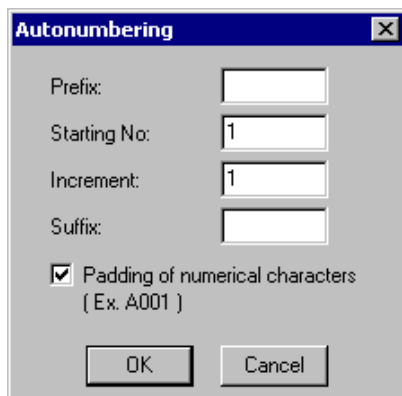 Autonumbering
Prefix:
Starting No: 1
Increment: 1
Suffix:
Padding of numerical characters
( Ex. A001 )
OK Cancel